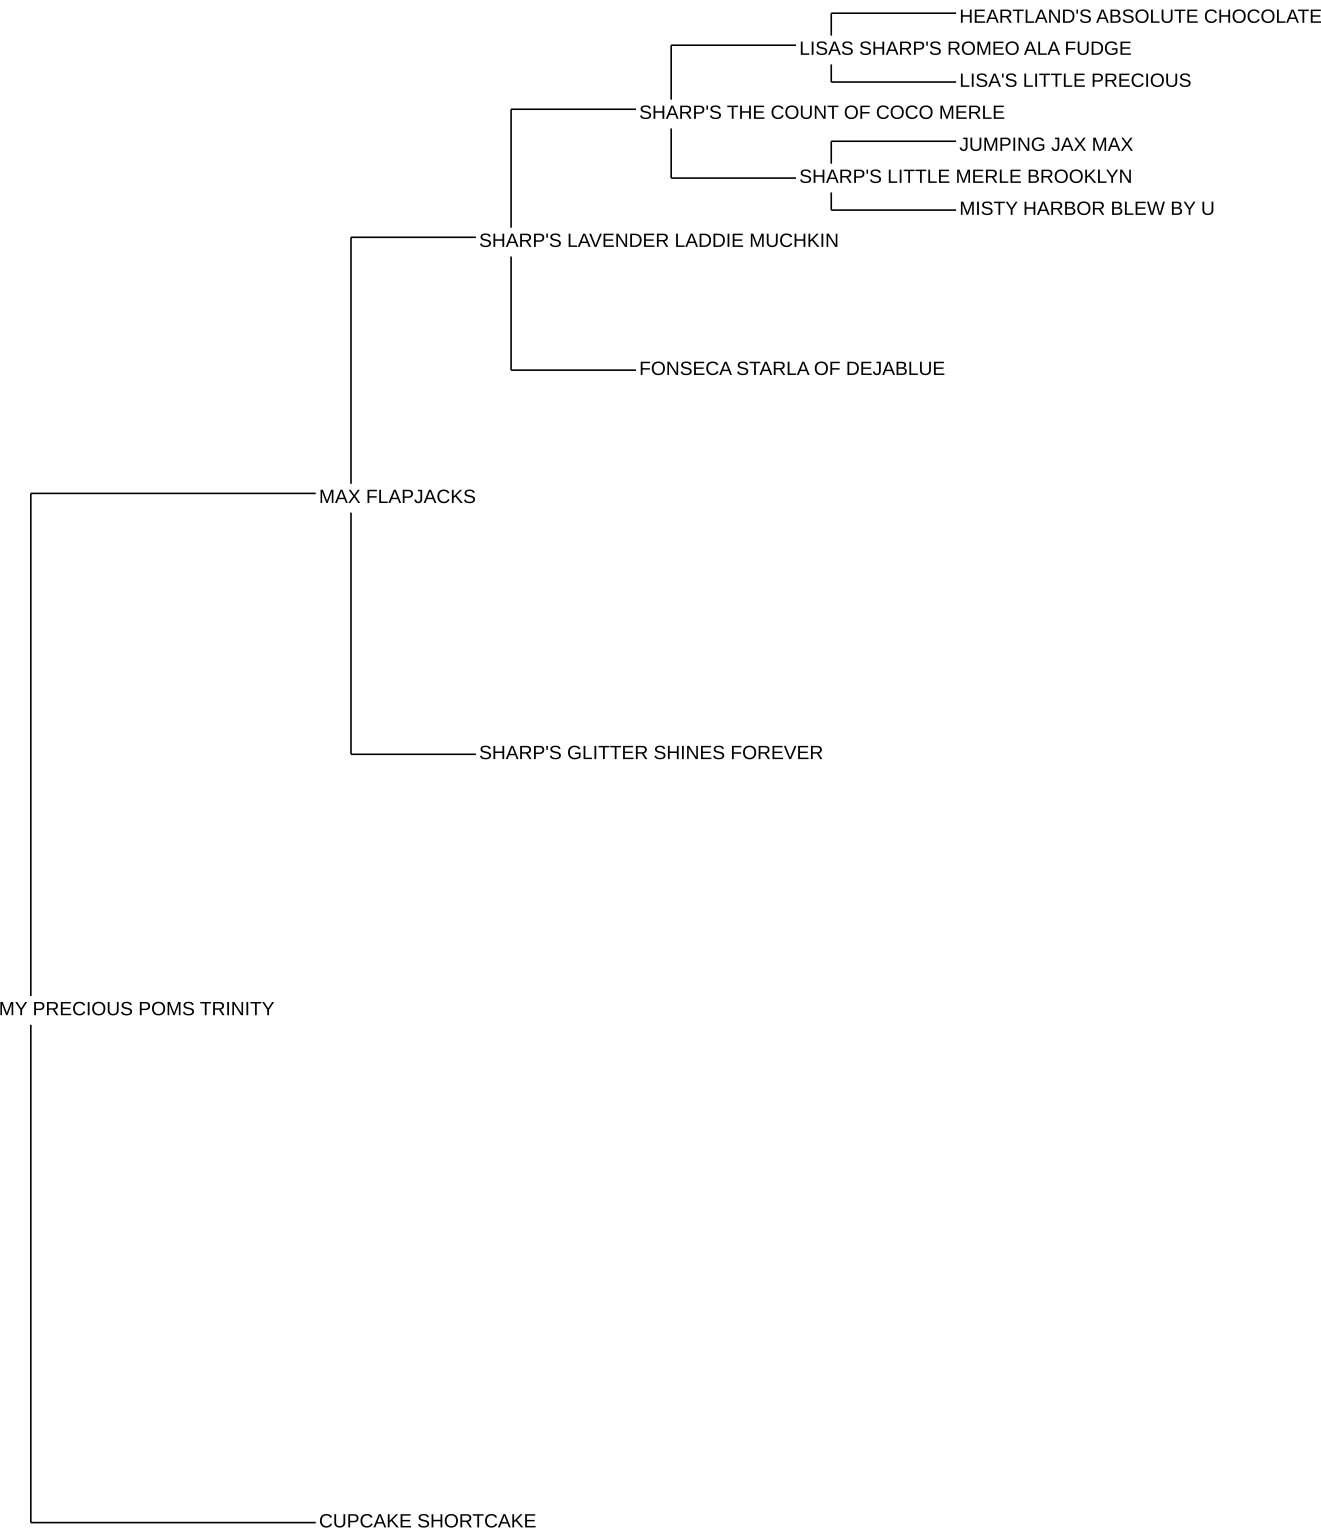 HEARTLAND'S ABSOLUTE CHOCOLATE
LISAS SHARP'S ROMEO ALA FUDGE
LISA'S LITTLE PRECIOUS
SHARP'S THE COUNT OF COCO MERLE
JUMPING JAX MAX
SHARP'S LITTLE MERLE BROOKLYN
MISTY HARBOR BLEW BY U
SHARP'S LAVENDER LADDIE MUCHKIN
FONSECA STARLA OF DEJABLUE
MAX FLAPJACKS
SHARP'S GLITTER SHINES FOREVER
MY PRECIOUS POMS TRINITY
CUPCAKE SHORTCAKE